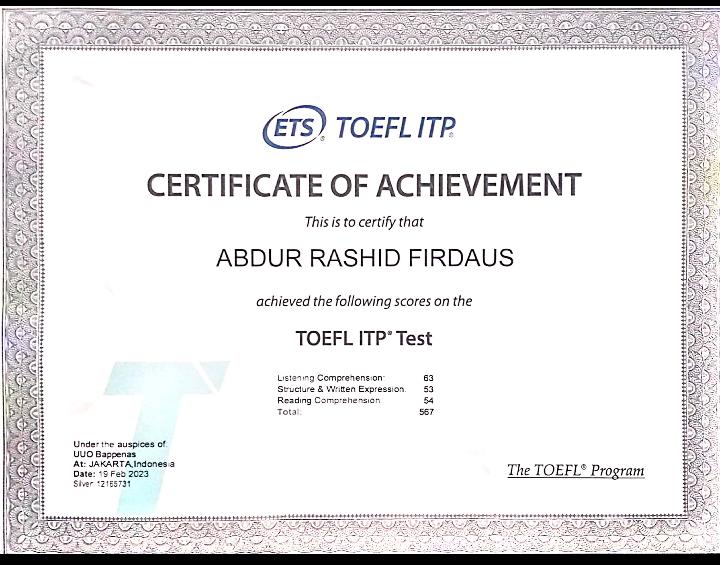 ETS® TOEFL ITP®
CERTIFICATE OF ACHIEVEMENT
This is to certify that
ABDUR RASHID FIRDAUS
achieved the following scores on the
TOEFL ITP® Test
Listening Comprehension: 63
Structure & Written Expression: 53
Reading Comprehension 54
Total: 567
Under the auspices of:
UUO Bappenas
At: JAKARTA,Indonesia
Date: 19 Feb 2023
Silver 12165731
The TOEFL® Program